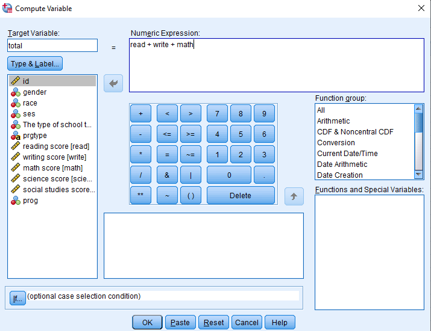 Compute Variable
Target Variable:
total
=
Numeric Expression:
read + write + math
Type & Label...
id
gender
race
ses
The type of school t...
prgtype
reading score [read]
writing score [write]
math score [math]
science score [scie...
social studies score...
prog
+ < > 7 8 9
- <= >= 4 5 6
* = ~= 1 2 3
/ & | 0 .
** ~ ( ) Delete
Function group:
All
Arithmetic
CDF & Noncentral CDF
Conversion
Current Date/Time
Date Arithmetic
Date Creation
Functions and Special Variables:
If... (optional case selection condition)
OK Paste Reset Cancel Help